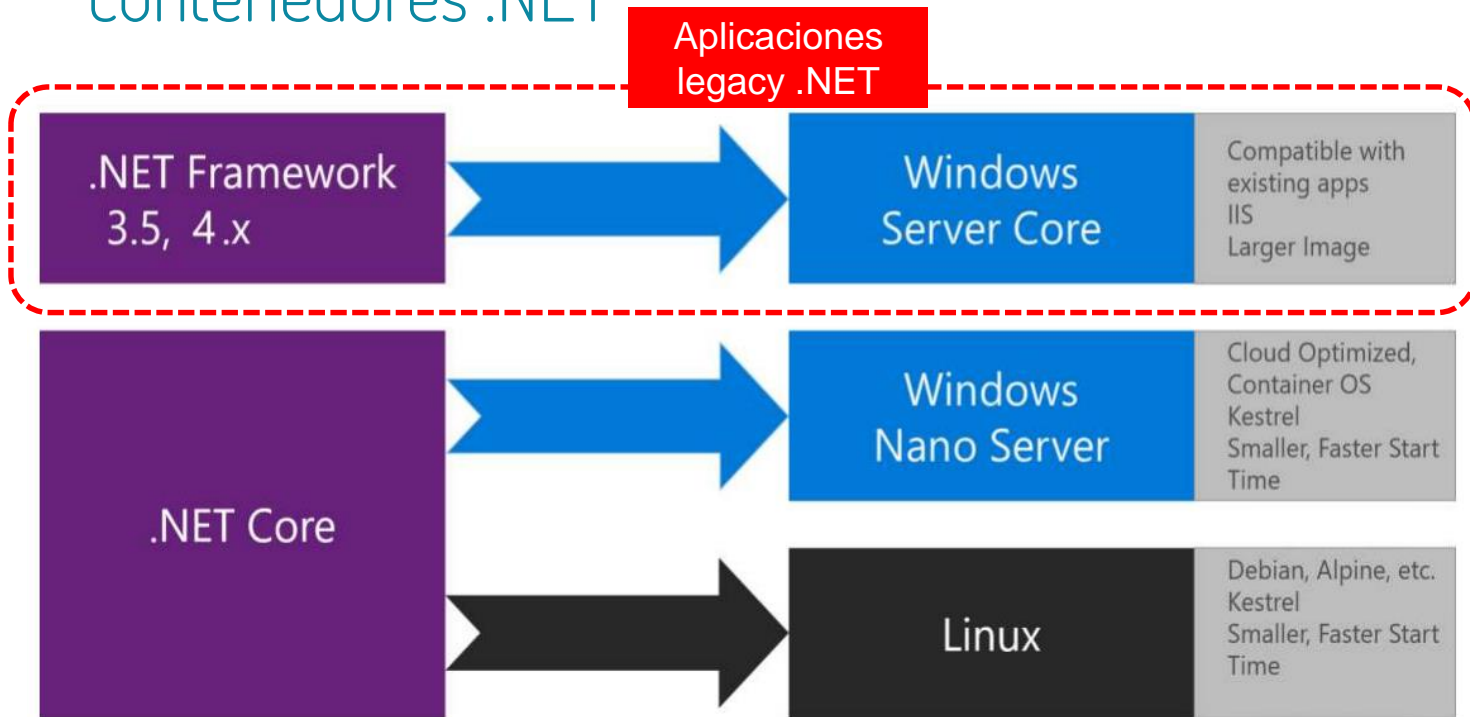 contenedores .NET
Aplicaciones
legacy .NET
.NET Framework
3.5, 4.x
Windows
Server Core
Compatible with
existing apps
IIS
Larger Image
.NET Core
Windows
Nano Server
Cloud Optimized,
Container OS
Kestrel
Smaller, Faster Start
Time
Linux
Debian, Alpine, etc.
Kestrel
Smaller, Faster Start
Time